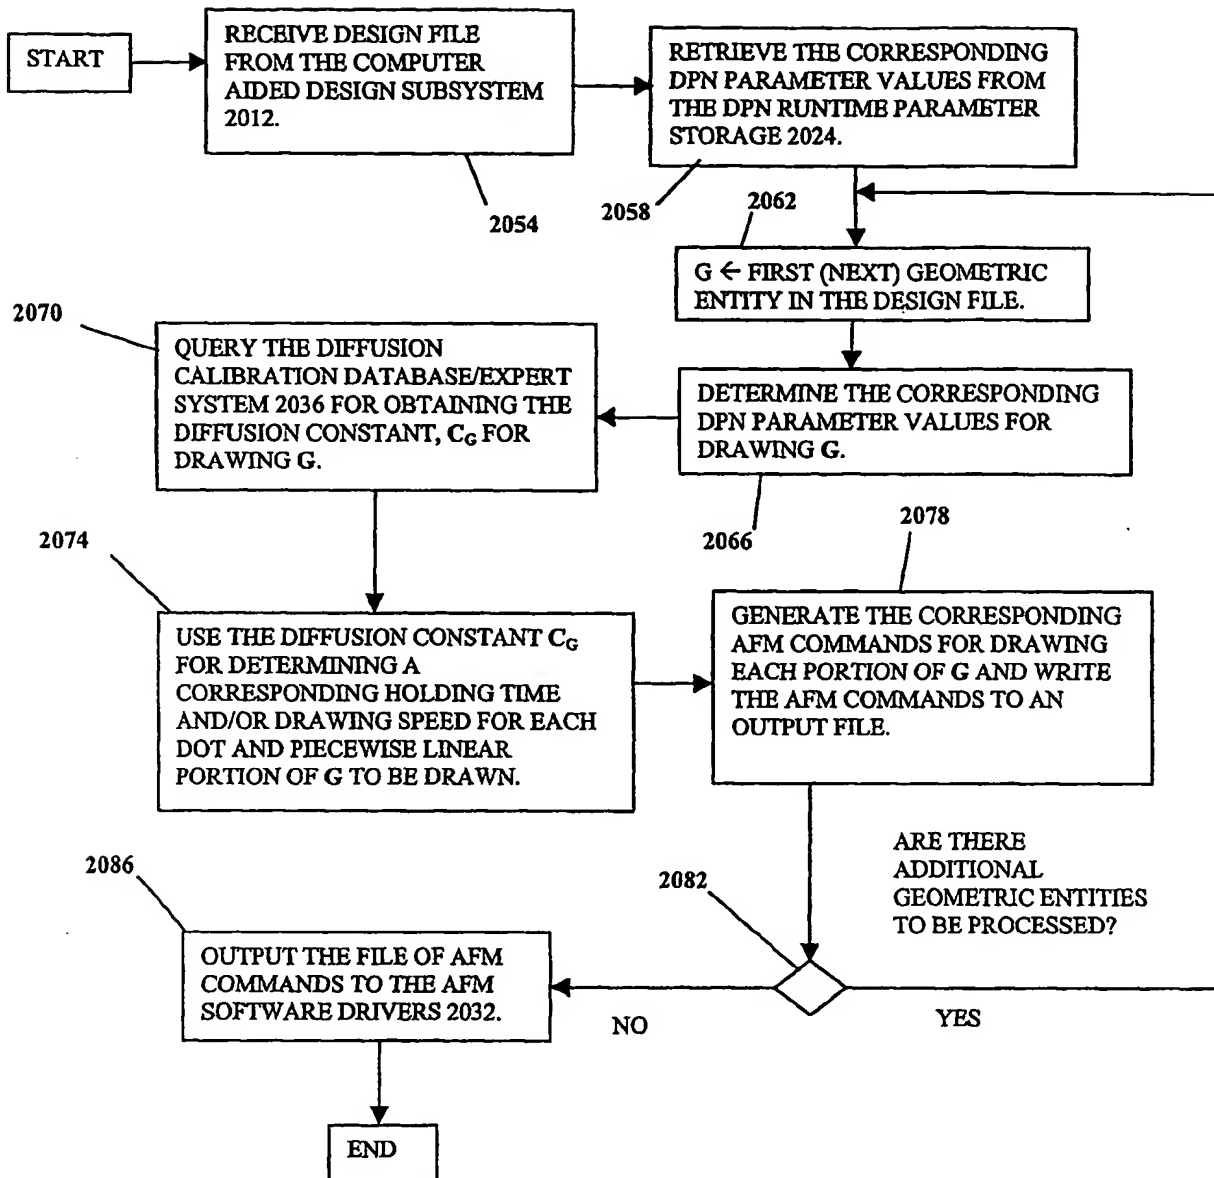 START
RECEIVE DESIGN FILE
FROM THE COMPUTER
AIDED DESIGN SUBSYSTEM
2012.
2054
RETRIEVE THE CORRESPONDING
DPN PARAMETER VALUES FROM
THE DPN RUNTIME PARAMETER
STORAGE 2024.
2058
2062
G ← FIRST (NEXT) GEOMETRIC
ENTITY IN THE DESIGN FILE.
DETERMINE THE CORRESPONDING
DPN PARAMETER VALUES FOR
DRAWING G.
2066
2070
QUERY THE DIFFUSION
CALIBRATION DATABASE/EXPERT
SYSTEM 2036 FOR OBTAINING THE
DIFFUSION CONSTANT, CG FOR
DRAWING G.
2074
USE THE DIFFUSION CONSTANT CG
FOR DETERMINING A
CORRESPONDING HOLDING TIME
AND/OR DRAWING SPEED FOR EACH
DOT AND PIECEWISE LINEAR
PORTION OF G TO BE DRAWN.
2078
GENERATE THE CORRESPONDING
AFM COMMANDS FOR DRAWING
EACH PORTION OF G AND WRITE
THE AFM COMMANDS TO AN
OUTPUT FILE.
ARE THERE
ADDITIONAL
GEOMETRIC ENTITIES
TO BE PROCESSED?
2082
YES
NO
2086
OUTPUT THE FILE OF AFM
COMMANDS TO THE AFM
SOFTWARE DRIVERS 2032.
END